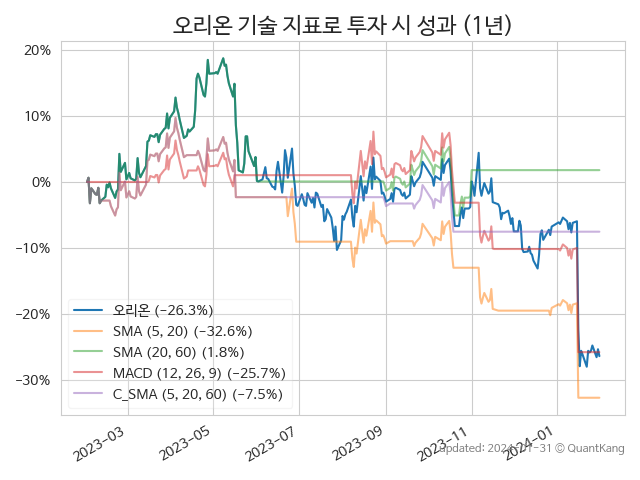 오리온 기술 지표로 투자 시 성과 (1년)
20%
10%
0%
−10%
−20%
−30%
오리온 (−26.3%)
SMA (5, 20) (−32.6%)
SMA (20, 60) (1.8%)
MACD (12, 26, 9) (−25.7%)
C_SMA (5, 20, 60) (−7.5%)
2023-03
2023-05
2023-07
2023-09
2023-11
2024-01
updated: 2024-01-31 © QuantKang